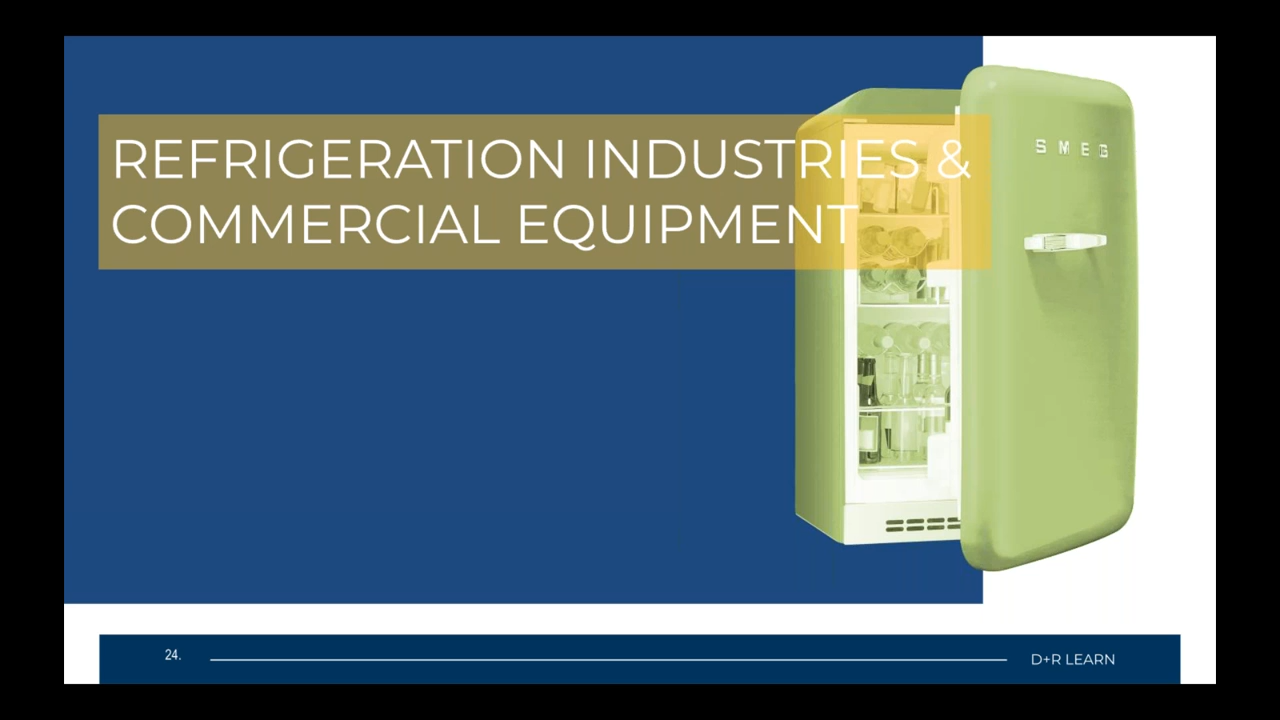 REFRIGERATION INDUSTRIES &
COMMERCIAL EQUIPMENT
SMEG
24.
D+R LEARN